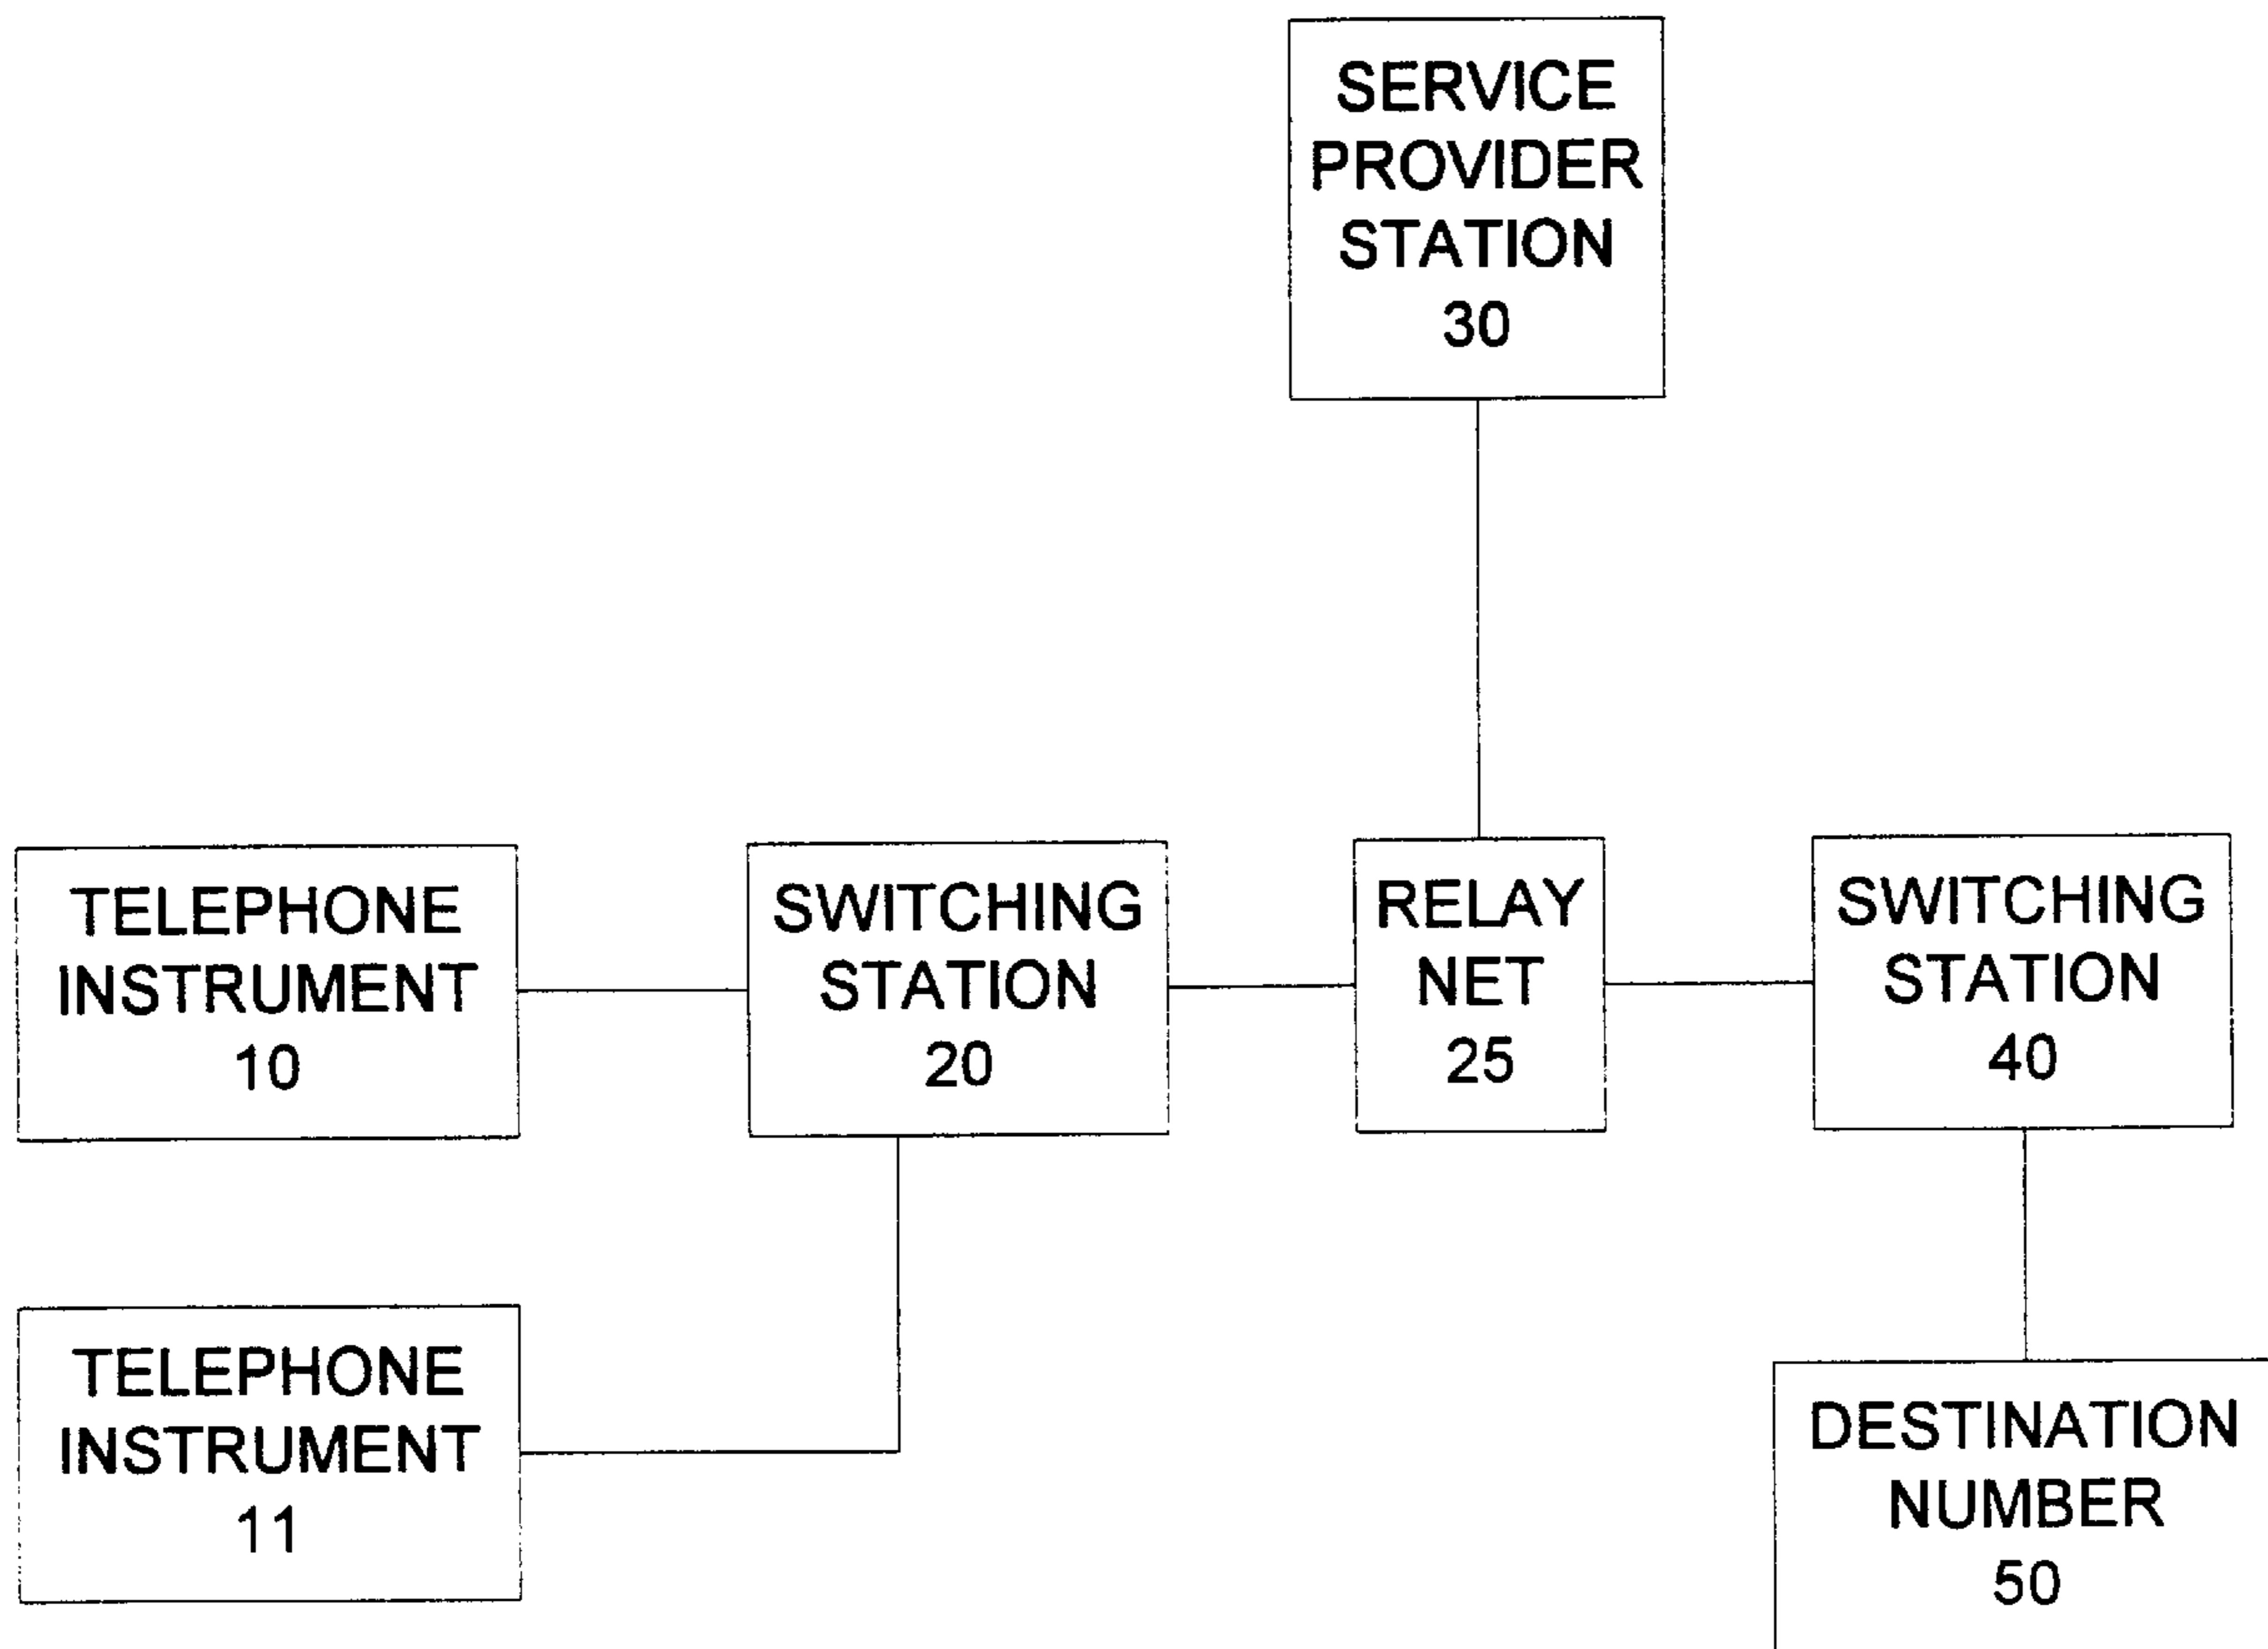 SERVICE
PROVIDER
STATION
30
TELEPHONE
INSTRUMENT
10
SWITCHING
STATION
20
RELAY
NET
25
SWITCHING
STATION
40
TELEPHONE
INSTRUMENT
11
DESTINATION
NUMBER
50